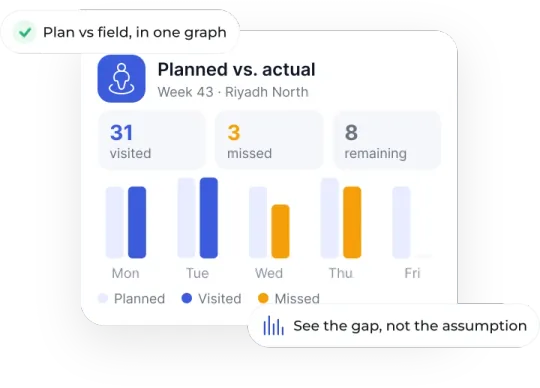 Plan vs field, in one graph
Planned vs. actual
Week 43 · Riyadh North
31
visited
3
missed
8
remaining
Mon Tue Wed Thu Fri
Planned Visited Missed
See the gap, not the assumption